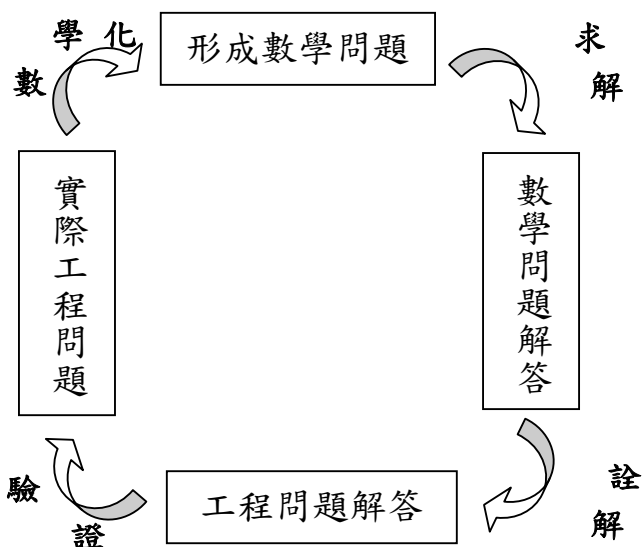 數學化
形成數學問題
求解
實際工程問題
數學問題解答
驗證
工程問題解答
詮解